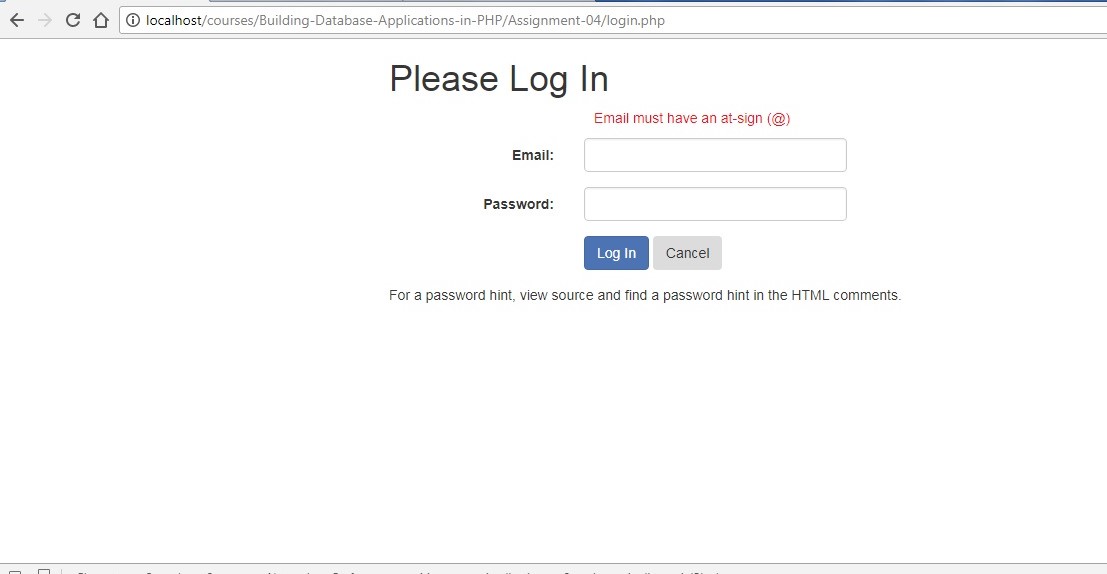 localhost/courses/Building-Database-Applications-in-PHP/Assignment-04/login.php
Please Log In
Email must have an at-sign (@)
Email:
Password:
Log In Cancel
For a password hint, view source and find a password hint in the HTML comments.